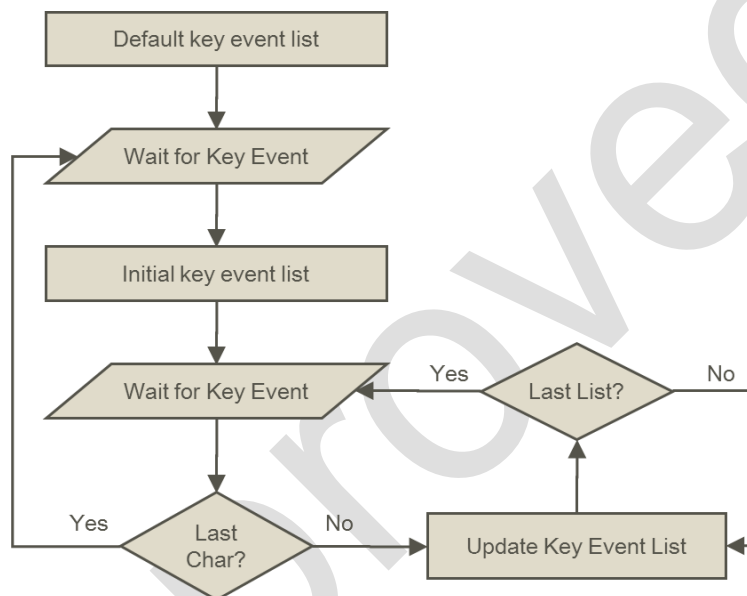 Default key event list
Wait for Key Event
Initial key event list
Wait for Key Event
Yes
Last List?
No
Yes
Last
Char?
No
Update Key Event List